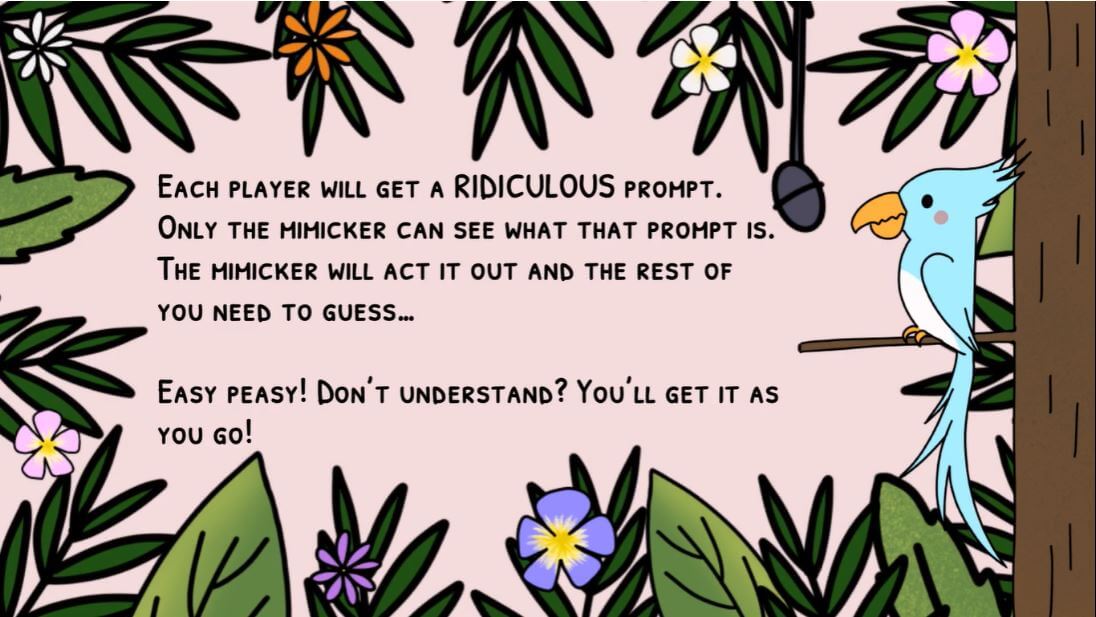 Each player will get a RIDICULOUS prompt.
Only the mimicker can see what that prompt is.
The mimicker will act it out and the rest of
you need to guess...
Easy peasy! Don't understand? You'll get it as
you go!